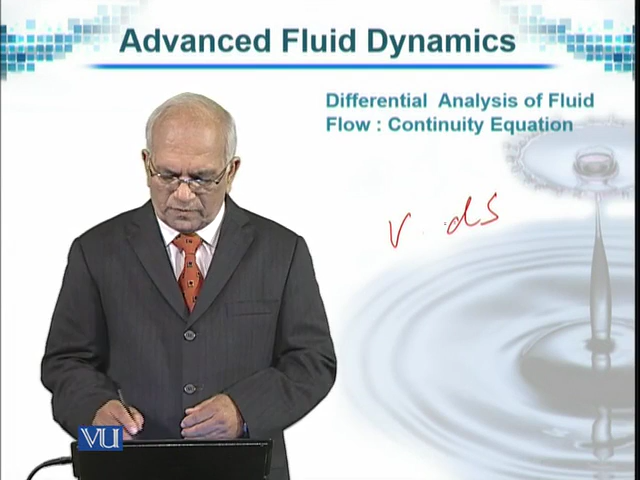 Advanced Fluid Dynamics
Differential Analysis of Fluid
Flow : Continuity Equation
V . ds
VU